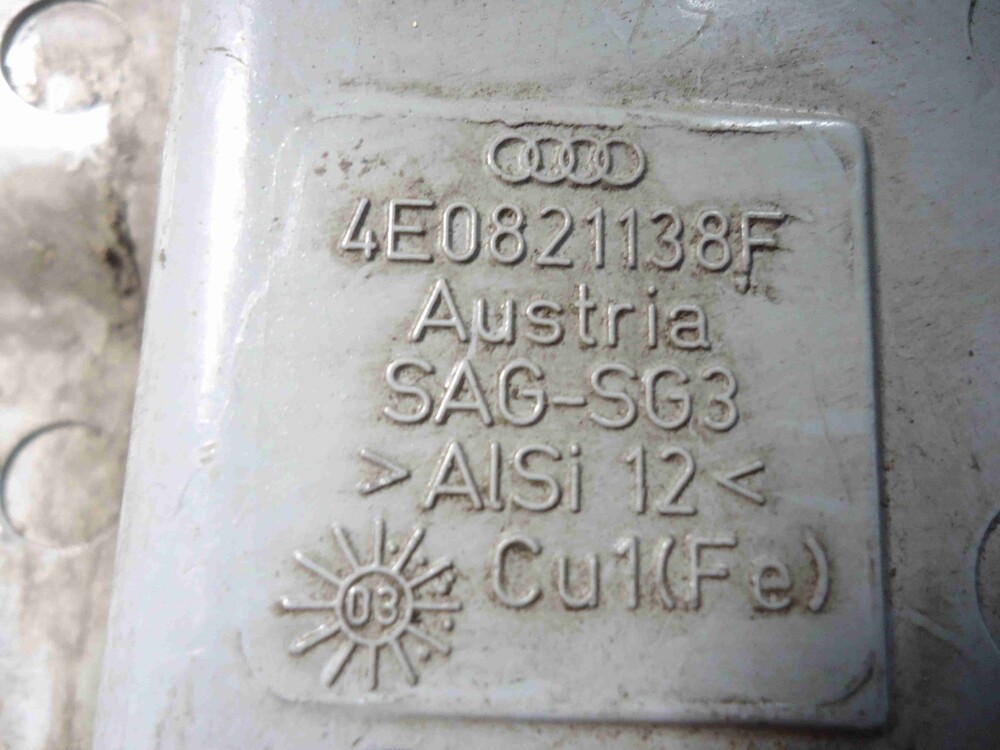 4E0821138F
Austria
SAG-SG3
>AlSi 12<
Cu1(Fe)
03